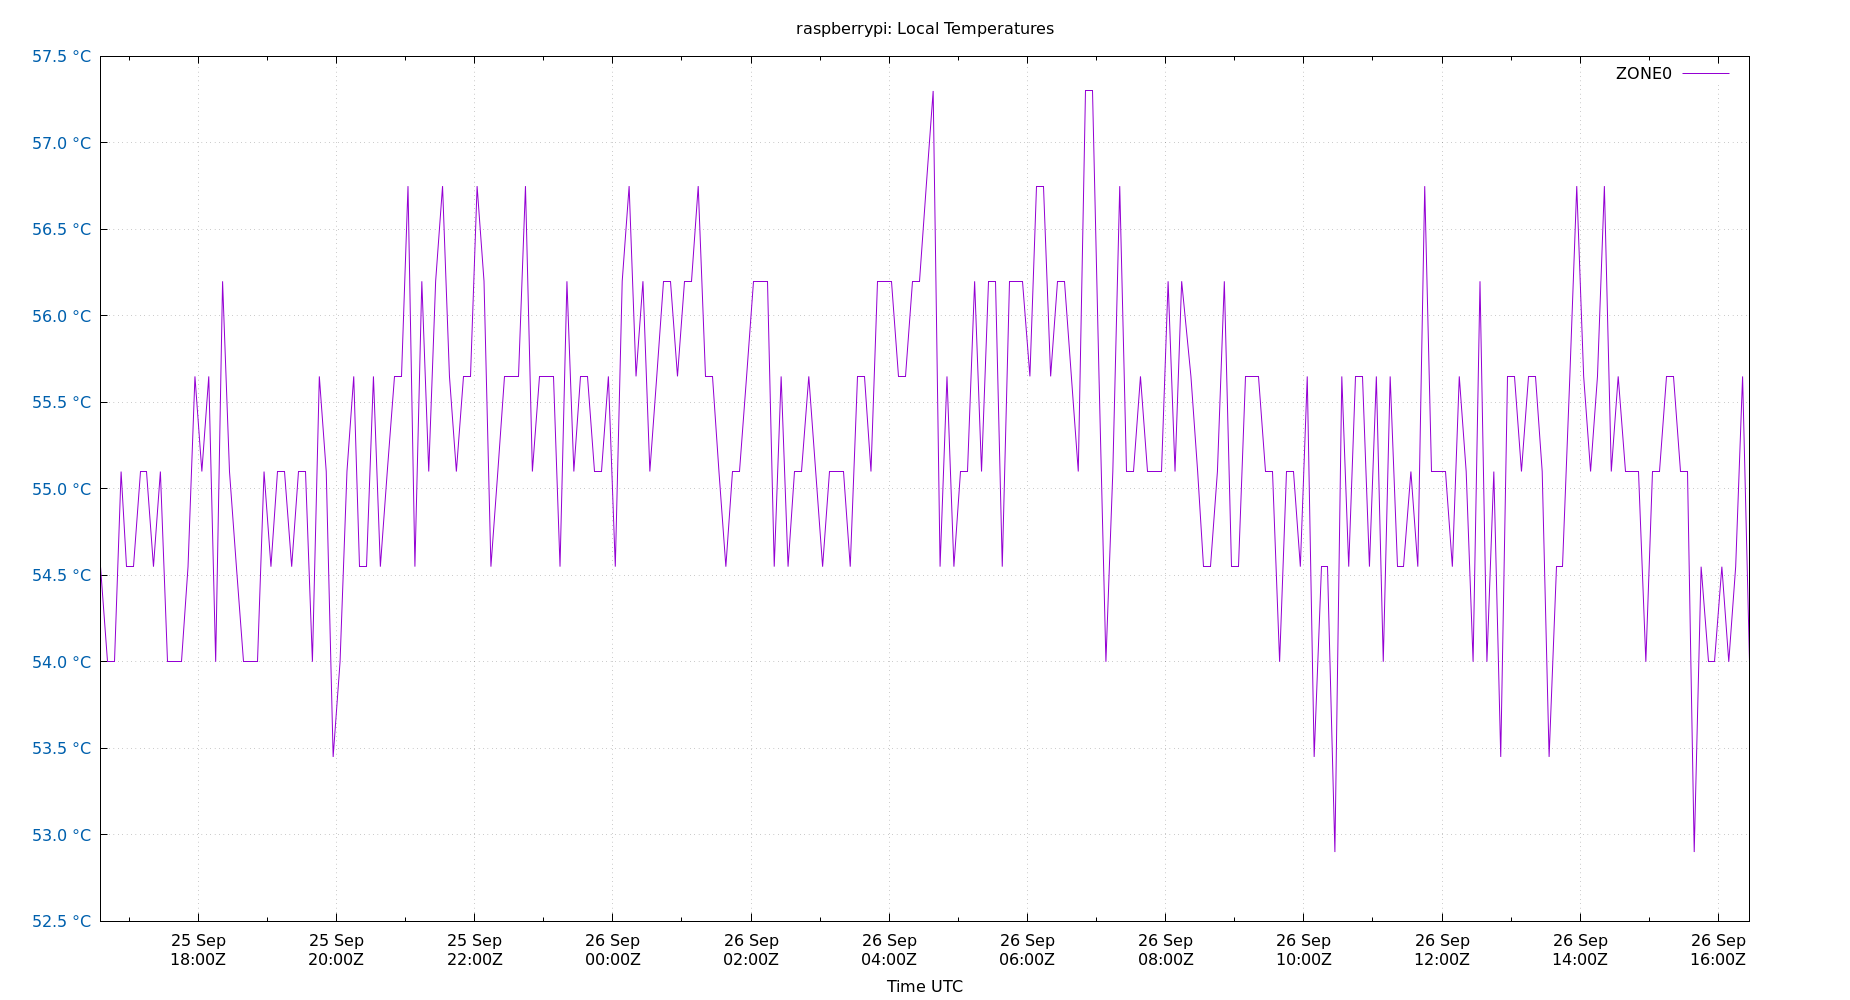 raspberrypi: Local Temperatures
57.5 °C
57.0 °C
56.5 °C
56.0 °C
55.5 °C
55.0 °C
54.5 °C
54.0 °C
53.5 °C
53.0 °C
52.5 °C
ZONE0
25 Sep 25 Sep 25 Sep 26 Sep 26 Sep 26 Sep 26 Sep 26 Sep 26 Sep 26 Sep 26 Sep 26 Sep
18:00Z 20:00Z 22:00Z 00:00Z 02:00Z 04:00Z 06:00Z 08:00Z 10:00Z 12:00Z 14:00Z 16:00Z
Time UTC